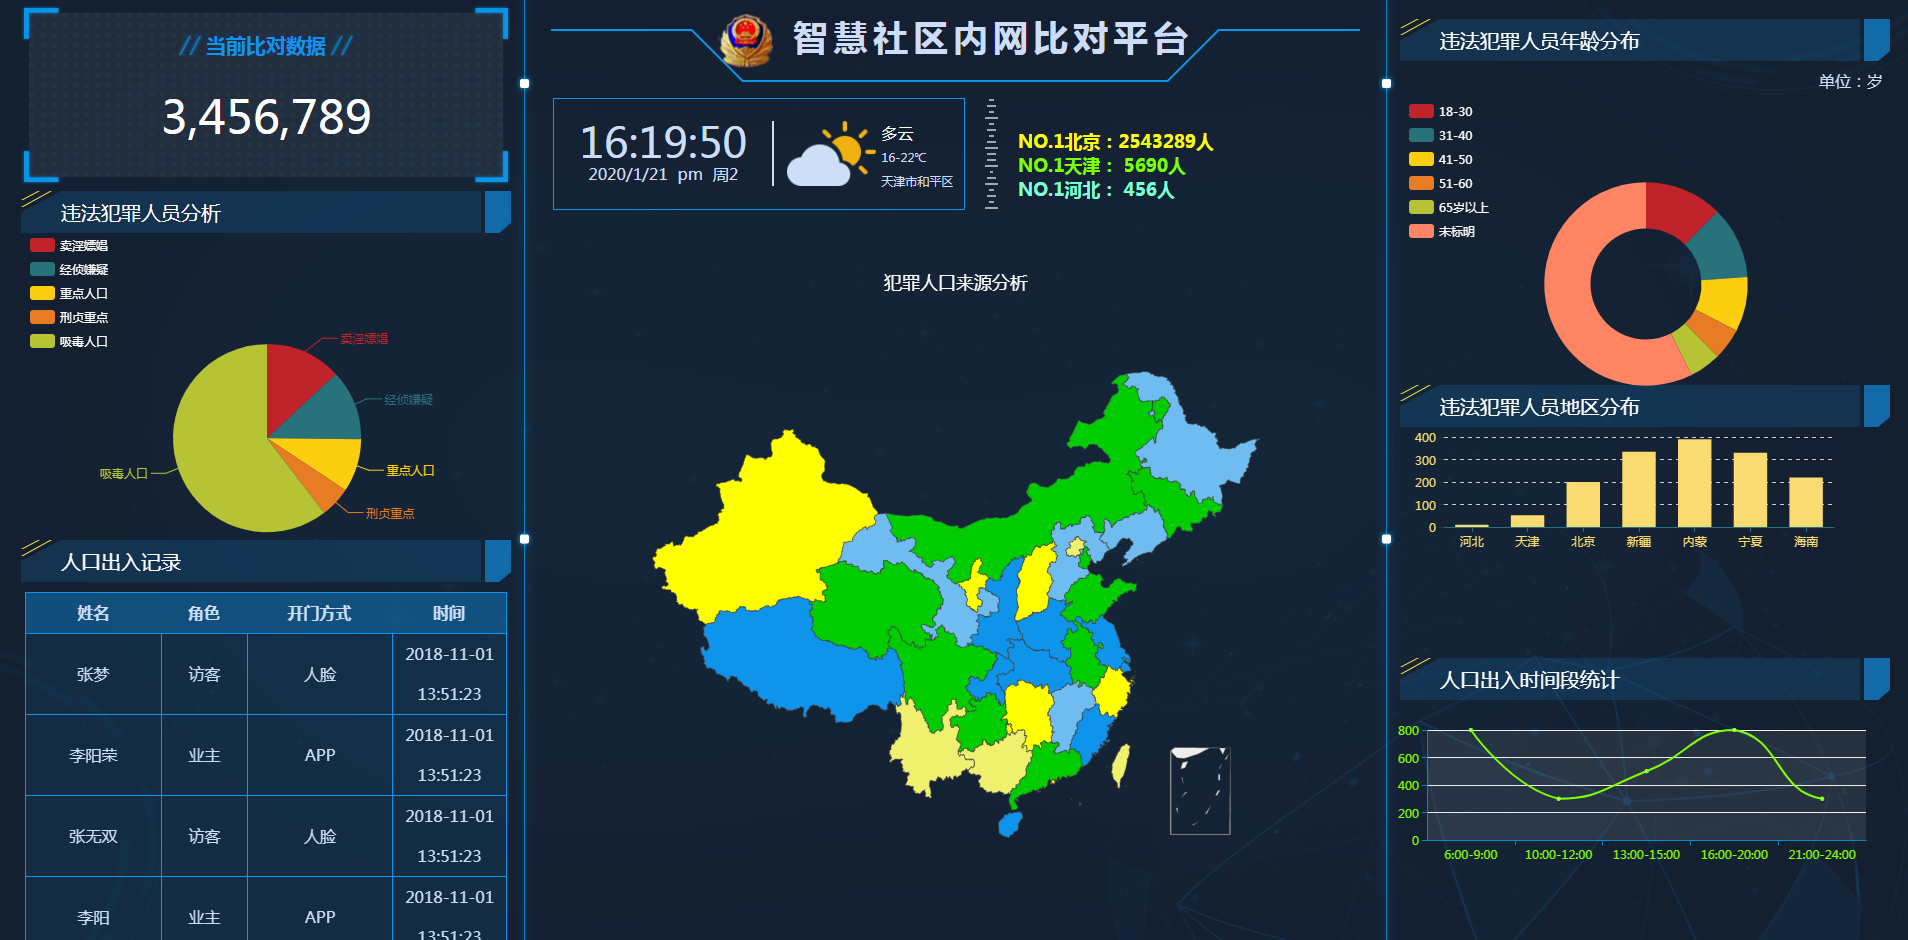 当前比对数据
3,456,789
违法犯罪人员分析
卖淫嫖娼
经侦嫌疑
重点人口
刑贞重点
吸毒人口
卖淫嫖娼
经侦嫌疑
重点人口
吸毒人口
刑贞重点
人口出入记录
姓名 角色 开门方式 时间
张梦 访客 人脸 2018-11-01 13:51:23
李阳荣 业主 APP 2018-11-01 13:51:23
张无双 访客 人脸 2018-11-01 13:51:23
李阳 业主 APP 2018-11-01 13:51:23
智慧社区内网比对平台
16:19:50
2020/1/21 pm 周2
多云
16-22℃
天津市和平区
NO.1北京：2543289人
NO.1天津： 5690人
NO.1河北： 456人
犯罪人口来源分析
违法犯罪人员年龄分布
单位：岁
18-30
31-40
41-50
51-60
65岁以上
未标明
违法犯罪人员地区分布
400
300
200
100
0
河北 天津 北京 新疆 内蒙 宁夏 海南
人口出入时间段统计
800
600
400
200
0
6:00-9:00 10:00-12:00 13:00-15:00 16:00-20:00 21:00-24:00